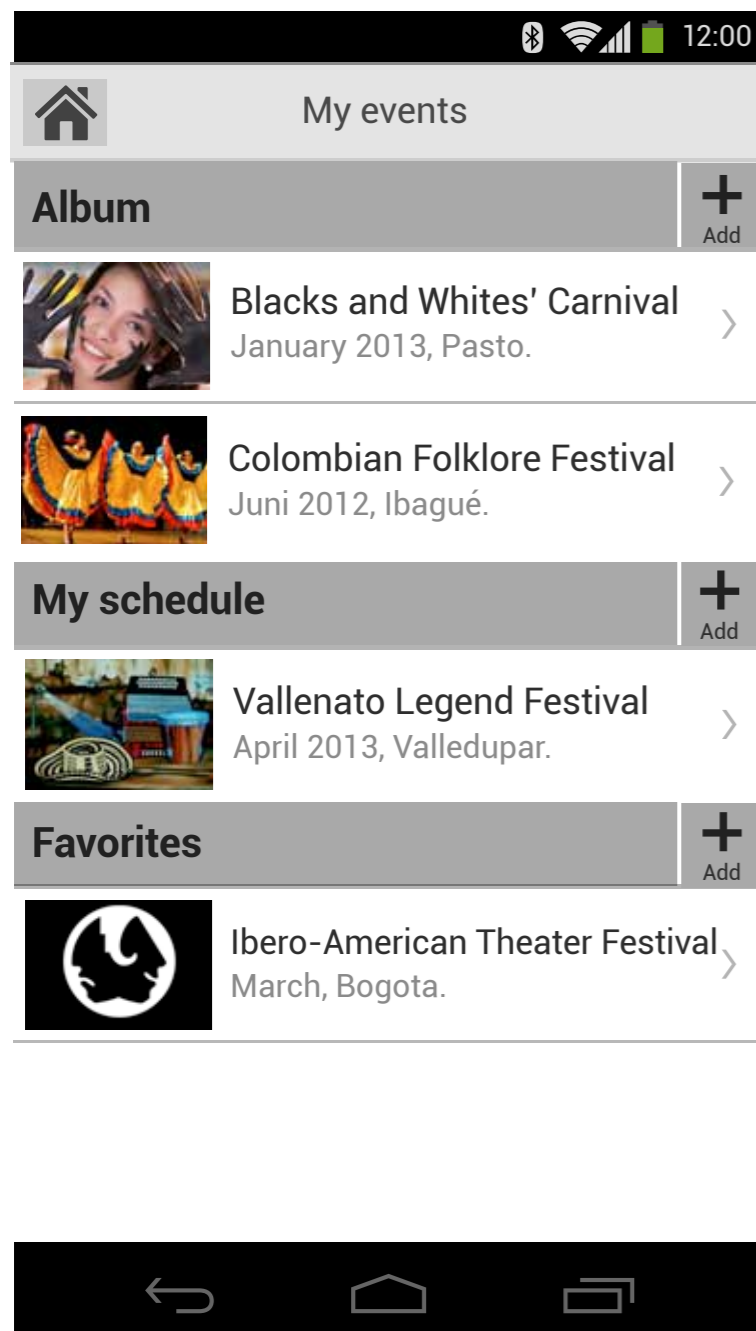 12:00
My events
Album
Add
Blacks and Whites' Carnival
January 2013, Pasto.
Colombian Folklore Festival
Juni 2012, Ibagué.
My schedule
Add
Vallenato Legend Festival
April 2013, Valledupar.
Favorites
Add
Ibero-American Theater Festival
March, Bogota.